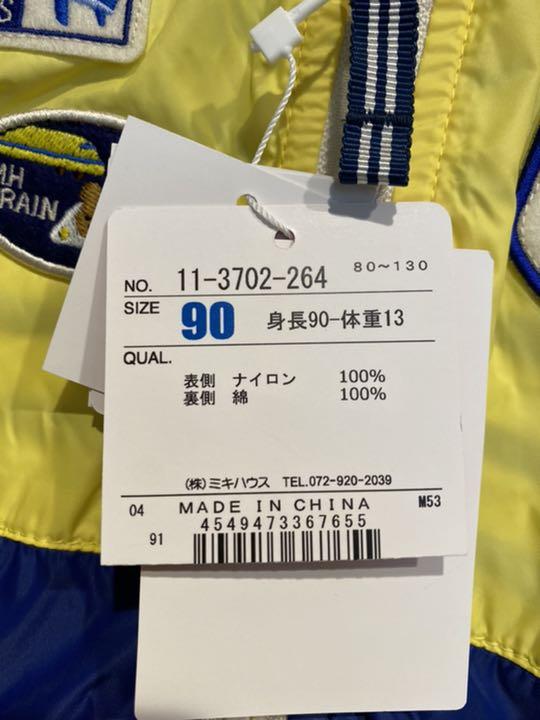 S
MH
RAIN
NO. 11-3702-264 80~130
SIZE 90 身長90-体重13
QUAL.
表側 ナイロン 100%
裏側 綿 100%
(株)ミキハウス TEL.072-920-2039
04 MADE IN CHINA M53
4549473367655
91